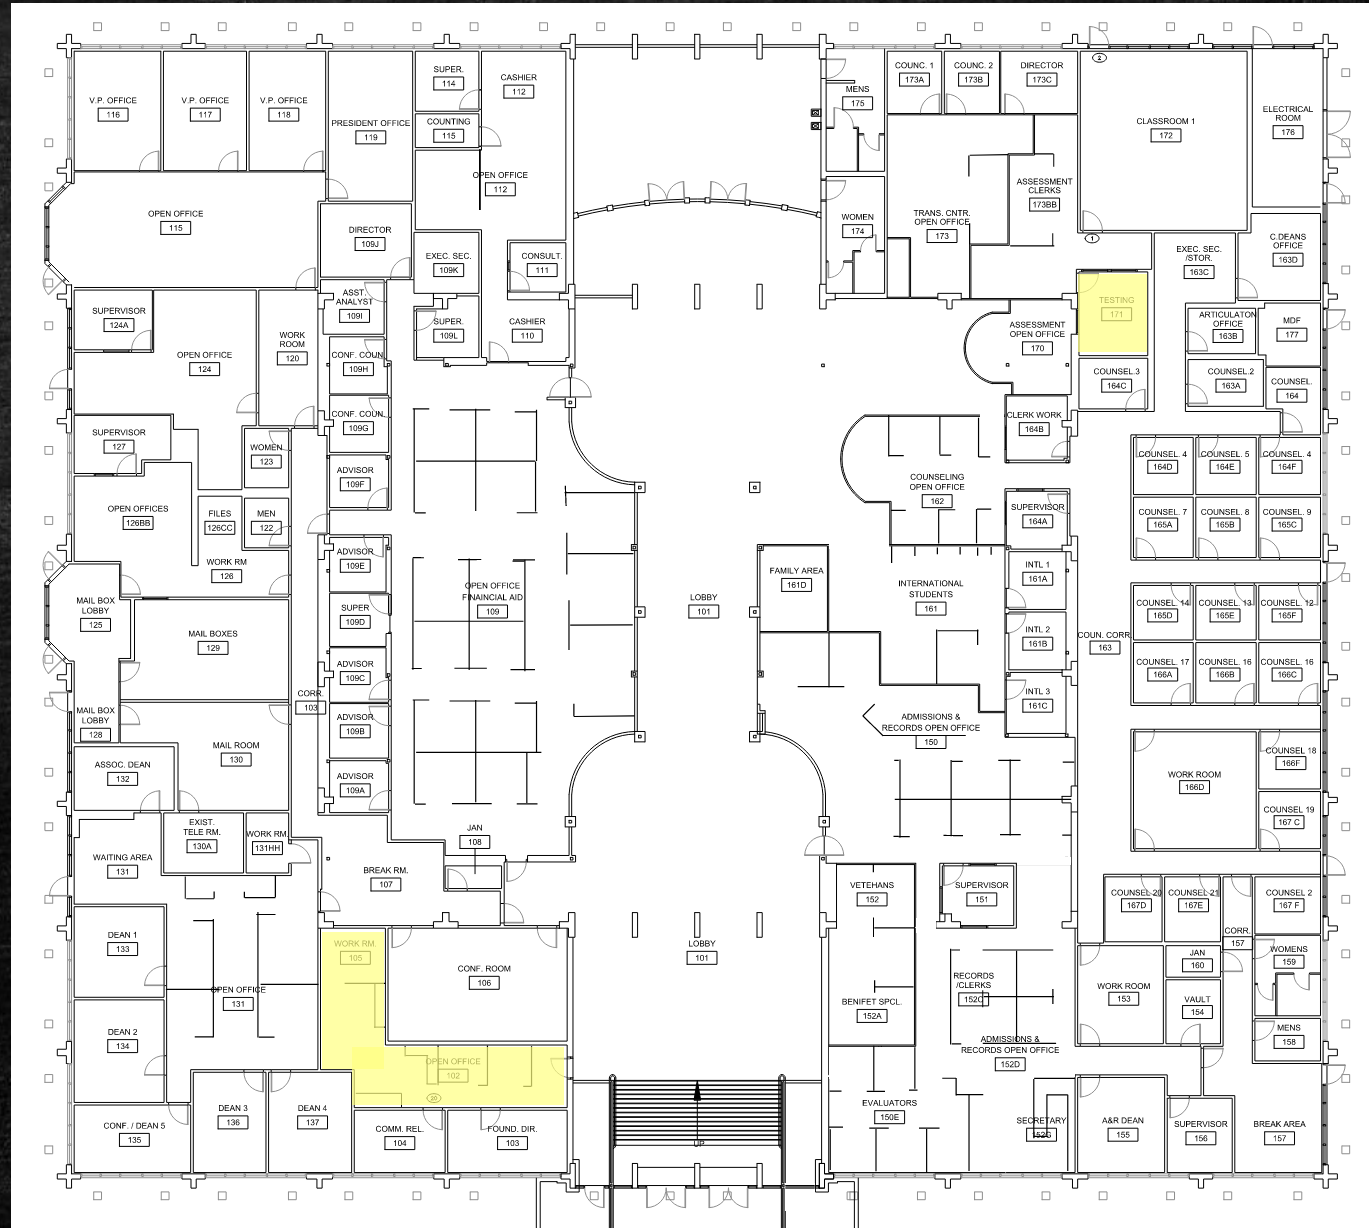 V.P. OFFICE
116
V.P. OFFICE
117
V.P. OFFICE
118
PRESIDENT OFFICE
119
SUPER.
114
COUNTING
115
CASHIER
112
OPEN OFFICE
112
OPEN OFFICE
115
DIRECTOR
109J
EXEC. SEC.
109K
CONSULT.
111
ASST.
ANALYST
109I
SUPER.
109L
CASHIER
110
SUPERVISOR
124A
OPEN OFFICE
124
WORK
ROOM
120
CONF. COUN.
109H
CONF. COUN.
109G
SUPERVISOR
127
WOMEN
123
ADVISOR
109F
OPEN OFFICES
126BB
FILES
126CC
MEN
122
WORK RM
126
ADVISOR
109E
OPEN OFFICE
FINAINCIAL AID
109
MAIL BOX
LOBBY
125
MAIL BOXES
129
SUPER
109D
ADVISOR
109C
CORR.
103
MAIL BOX
LOBBY
128
MAIL ROOM
130
ADVISOR
109B
ASSOC. DEAN
132
ADVISOR
109A
EXIST.
TELE RM.
130A
WORK RM.
131HH
JAN
108
WAITING AREA
131
BREAK RM.
107
DEAN 1
133
OPEN OFFICE
131
WORK RM.
105
CONF. ROOM
106
DEAN 2
134
OPEN OFFICE
102
20
CONF. / DEAN 5
135
DEAN 3
136
DEAN 4
137
COMM. REL.
104
FOUND. DIR.
103
LOBBY
101
LOBBY
101
UP
MENS
175
COUNC. 1
173A
COUNC. 2
173B
DIRECTOR
173C
2
CLASSROOM 1
172
ELECTRICAL
ROOM
176
WOMEN
174
TRANS. CNTR.
OPEN OFFICE
173
ASSESSMENT
CLERKS
173BB
1
EXEC. SEC.
/STOR.
163C
C.DEANS
OFFICE
163D
TESTING
171
ASSESSMENT
OPEN OFFICE
170
ARTICULATON
OFFICE
163B
MDF
177
COUNSEL.3
164C
COUNSEL.2
163A
COUNSEL.
164
CLERK WORK
164B
COUNSELING
OPEN OFFICE
162
COUNSEL. 4
164D
COUNSEL. 5
164E
COUNSEL. 4
164F
SUPERVISOR
164A
COUNSEL. 7
165A
COUNSEL. 8
165B
COUNSEL. 9
165C
FAMILY AREA
161D
INTERNATIONAL
STUDENTS
161
INTL 1
161A
INTL 2
161B
INTL 3
161C
COUN. CORR.
163
COUNSEL. 14
165D
COUNSEL. 13
165E
COUNSEL. 12
165F
COUNSEL. 17
166A
COUNSEL. 16
166B
COUNSEL. 16
166C
ADMISSIONS &
RECORDS OPEN OFFICE
150
WORK ROOM
166D
COUNSEL 18
166F
COUNSEL 19
167 C
VETEHANS
152
SUPERVISOR
151
COUNSEL 20
167D
COUNSEL 21
167E
COUNSEL 2
167 F
CORR.
157
JAN
160
WOMENS
159
RECORDS
/CLERKS
152C
WORK ROOM
153
VAULT
154
BENIFET SPCL.
152A
ADMISSIONS &
RECORDS OPEN OFFICE
152D
MENS
158
EVALUATORS
150E
SECRETARY
152G
A&R DEAN
155
SUPERVISOR
156
BREAK AREA
157